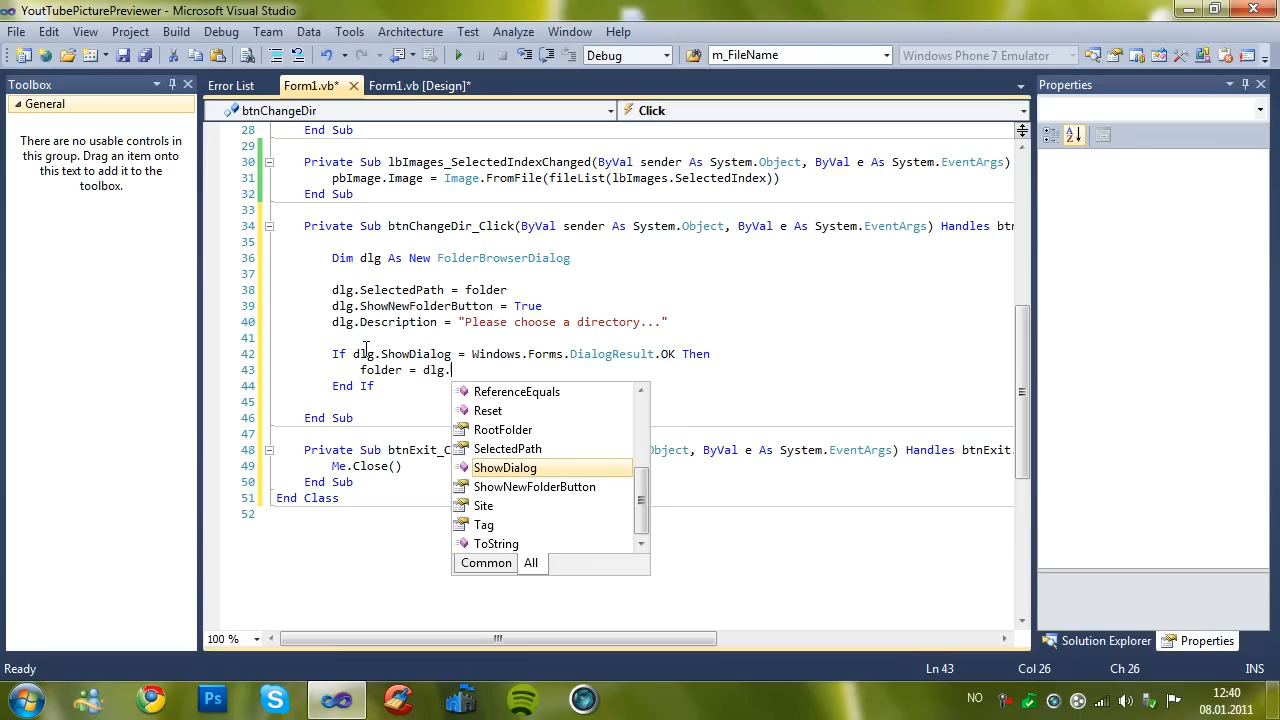 YoutTubePicturePreviewer - Microsoft Visual Studio
File Edit View Project Build Debug Team Data Tools Architecture Test Analyze Window Help
Debug m_FileName Windows Phone 7 Emulator
Toolbox
Error List Form1.vb* Form1.vb [Design]*
Properties
General
btnChangeDir Click
There are no usable controls in
this group. Drag an item onto
this text to add it to the
toolbox.
28 End Sub
29
30 Private Sub lbImages_SelectedIndexChanged(ByVal sender As System.Object, ByVal e As System.EventArgs)
31 pbImage.Image = Image.FromFile(fileList(lbImages.SelectedIndex))
32 End Sub
33
34 Private Sub btnChangeDir_Click(ByVal sender As System.Object, ByVal e As System.EventArgs) Handles btn
35
36 Dim dlg As New FolderBrowserDialog
37
38 dlg.SelectedPath = folder
39 dlg.ShowNewFolderButton = True
40 dlg.Description = "Please choose a directory..."
41
42 If dlg.ShowDialog = Windows.Forms.DialogResult.OK Then
43 folder = dlg.
44 End If
45
46 End Sub
47
48 Private Sub btnExit_C Object, ByVal e As System.EventArgs) Handles btnExit.
49 Me.Close()
50 End Sub
51 End Class
52
ReferenceEquals
Reset
RootFolder
SelectedPath
ShowDialog
ShowNewFolderButton
Site
Tag
ToString
Common All
100 %
Solution Explorer Properties
Ready Ln 43 Col 26 Ch 26 INS
NO
12:40
08.01.2011